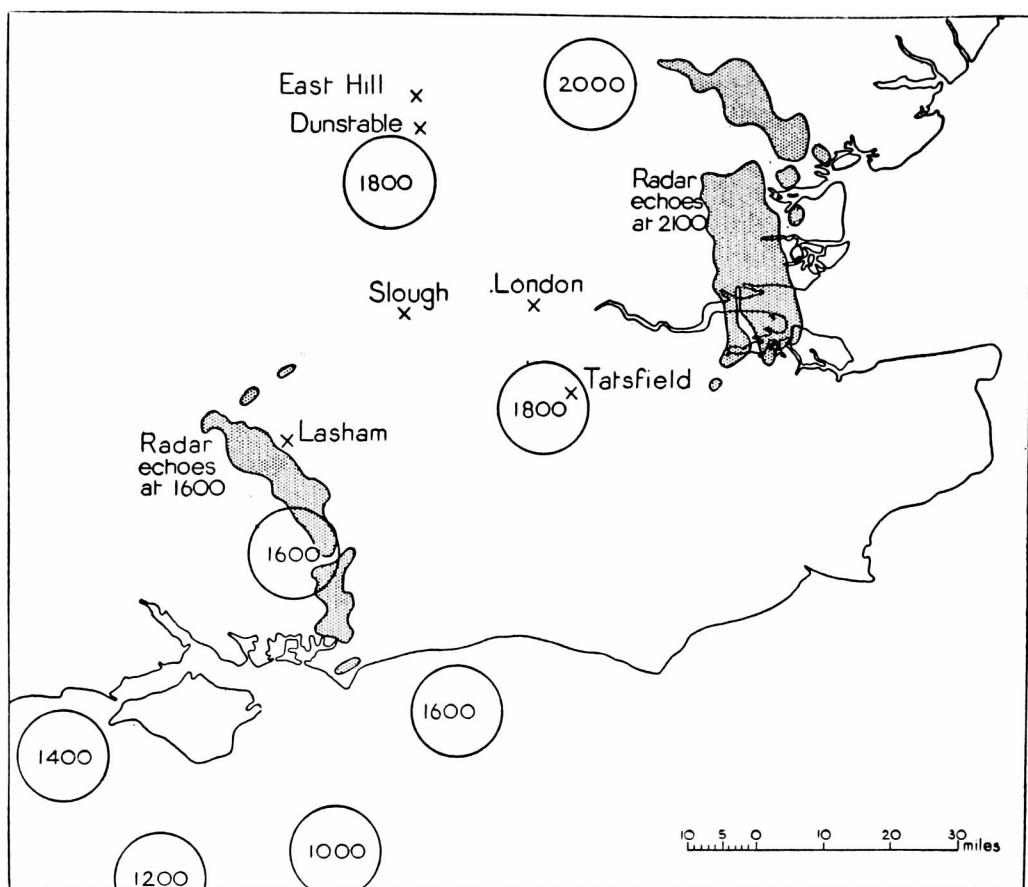 East Hill
Dunstable
2000
1800
Radar
echoes
at 2100
Slough
.London
Tatsfield
1800
Lasham
Radar
echoes
at 1600
1600
1600
1400
1000
1200
10 5 0 10 20 30 miles